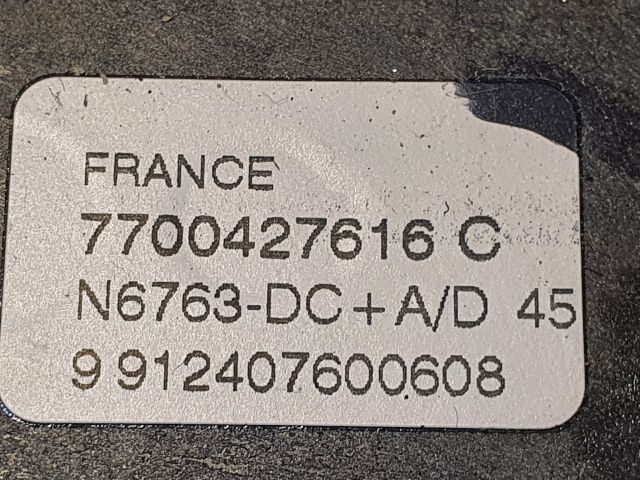 FRANCE
7700427616 C
N6763-DC+A/D 45
9 912407600608